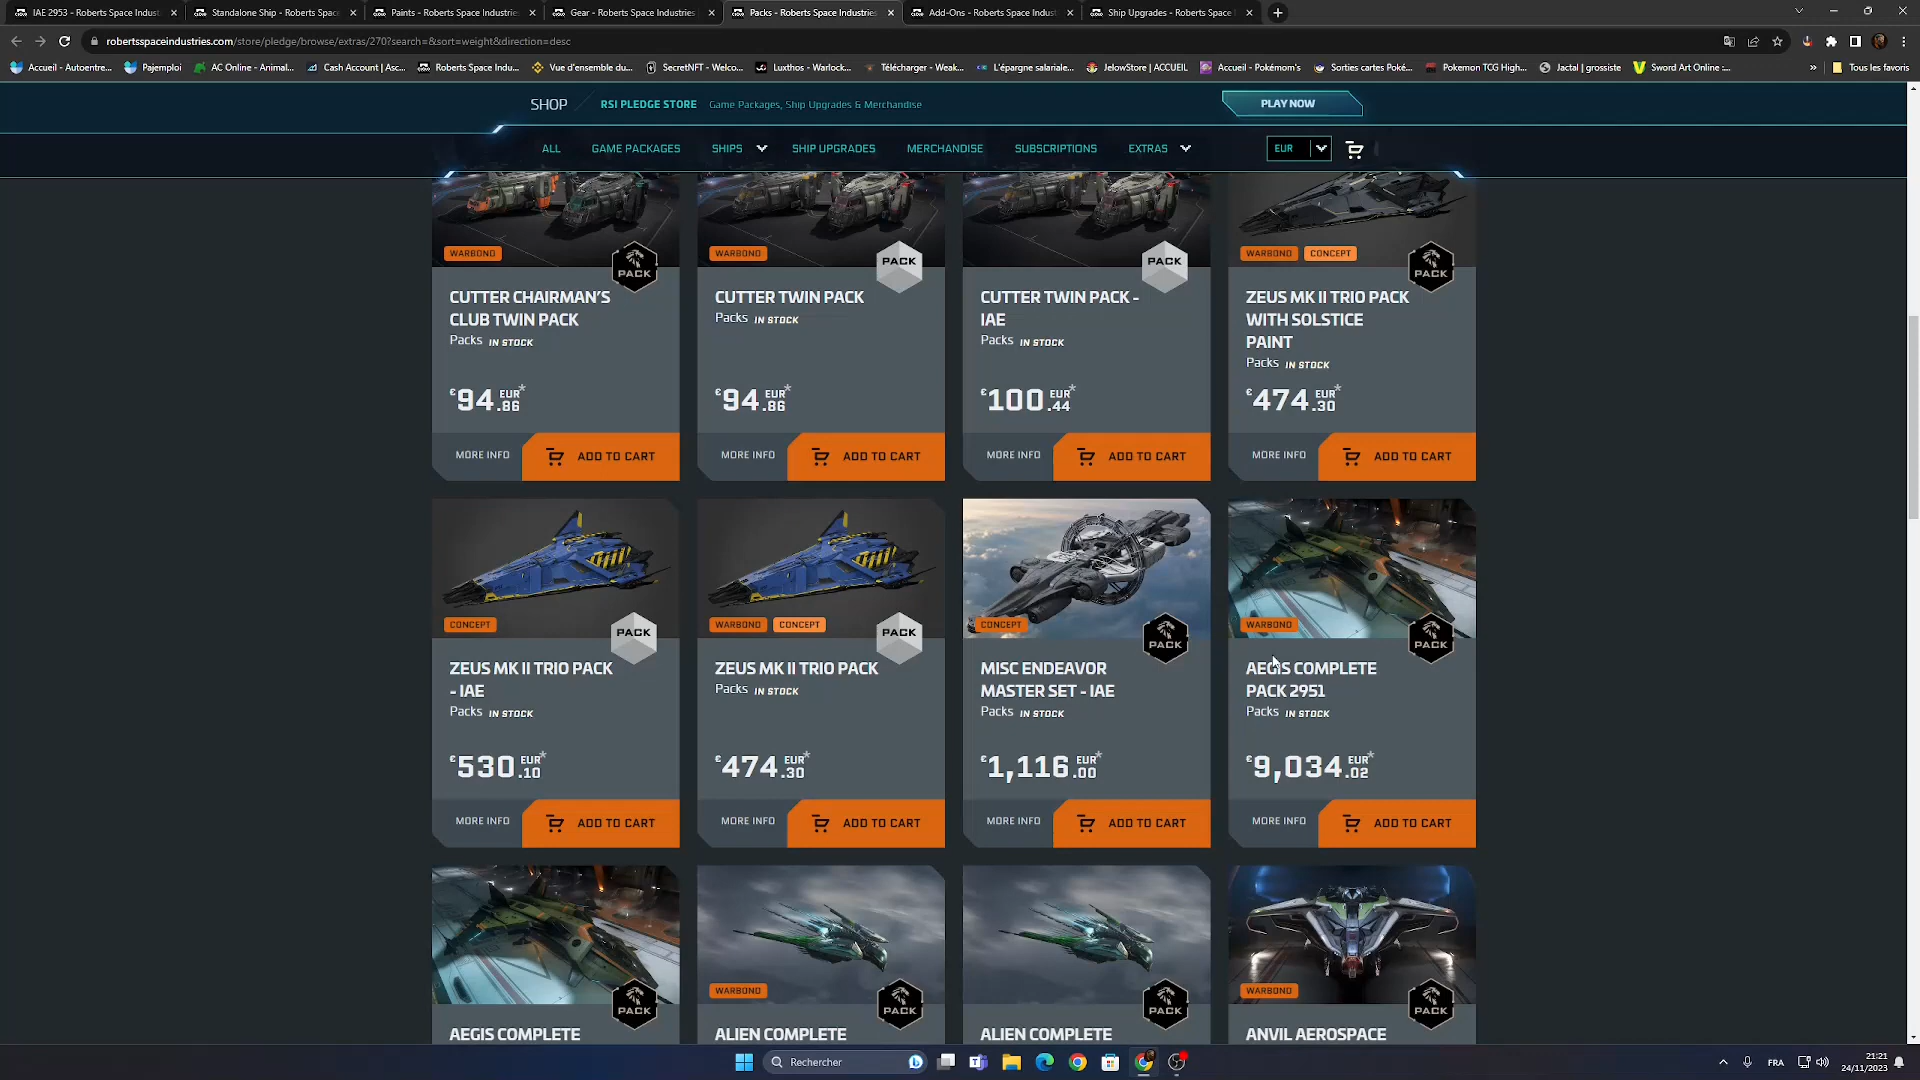 IAE 2953 - Roberts Space Industri
Standalone Ship - Roberts Space
Paints - Roberts Space Industries
Gear - Roberts Space Industries
Packs - Roberts Space Industries
Add-Ons - Roberts Space Indust
Ship Upgrades - Roberts Space
robertsspaceindustries.com/store/pledge/browse/extras/270?search=&sort=weight&direction=desc
Accueil - Autoentre...
Pajemploi
AC Online - Animal...
Cash Account | Asc...
Roberts Space Indu...
Vue d'ensemble du...
SecretNFT - Welco...
Luxthos - Warlock...
Télécharger - Weak...
L'épargne salariale...
JelowStore | ACCUEIL
Accueil - Pokémom's
Sorties cartes Poké...
Pokemon TCG High...
Jactal | grossiste
Sword Art Online :...
»
Tous les favoris
SHOP
RSI PLEDGE STORE
Game Packages, Ship Upgrades & Merchandise
PLAY NOW
ALL
GAME PACKAGES
SHIPS
SHIP UPGRADES
MERCHANDISE
SUBSCRIPTIONS
EXTRAS
EUR
WARBOND
PACK
CUTTER CHAIRMAN'S
CLUB TWIN PACK
Packs IN STOCK
€94.86 EUR*
MORE INFO
ADD TO CART
WARBOND
PACK
CUTTER TWIN PACK
Packs IN STOCK
€94.86 EUR*
MORE INFO
ADD TO CART
PACK
CUTTER TWIN PACK -
IAE
Packs IN STOCK
€100.44 EUR*
MORE INFO
ADD TO CART
WARBOND
CONCEPT
PACK
ZEUS MK II TRIO PACK
WITH SOLSTICE
PAINT
Packs IN STOCK
€474.30 EUR*
MORE INFO
ADD TO CART
CONCEPT
PACK
ZEUS MK II TRIO PACK
- IAE
Packs IN STOCK
€530.10 EUR*
MORE INFO
ADD TO CART
WARBOND
CONCEPT
PACK
ZEUS MK II TRIO PACK
Packs IN STOCK
€474.30 EUR*
MORE INFO
ADD TO CART
CONCEPT
PACK
MISC ENDEAVOR
MASTER SET - IAE
Packs IN STOCK
€1,116.00 EUR*
MORE INFO
ADD TO CART
WARBOND
PACK
AEGIS COMPLETE
PACK 2951
Packs IN STOCK
€9,034.02 EUR*
MORE INFO
ADD TO CART
PACK
AEGIS COMPLETE
WARBOND
PACK
ALIEN COMPLETE
PACK
ALIEN COMPLETE
WARBOND
PACK
ANVIL AEROSPACE
Rechercher
FRA
21:21
24/11/2023